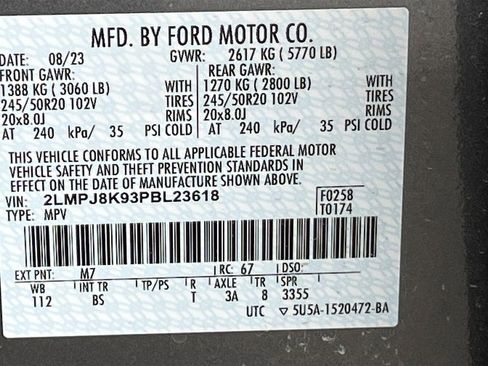 MFD. BY FORD MOTOR CO.
DATE: 08/23 GVWR: 2617 KG ( 5770 LB)
FRONT GAWR: REAR GAWR:
1388 KG ( 3060 LB) WITH 1270 KG ( 2800 LB) WITH
245/50R20 102V TIRES 245/50R20 102V TIRES
20x8.0J RIMS 20x8.0J RIMS
AT 240 kPa/ 35 PSI COLD AT 240 kPa/ 35 PSI COLD
THIS VEHICLE CONFORMS TO ALL APPLICABLE FEDERAL MOTOR
VEHICLE SAFETY AND THEFT PREVENTION STANDARDS IN
EFFECT ON THE DATE OF MANUFACTURE SHOWN ABOVE.
VIN: 2LMPJ8K93PBL23618 F0258
TYPE: MPV T0174
EXT PNT: M7 RC: 67 DSO:
WB INT TR TP/PS R AXLE TR SPR
112 BS T 3A 8 3355
UTC ▽ 5U5A-1520472-BA